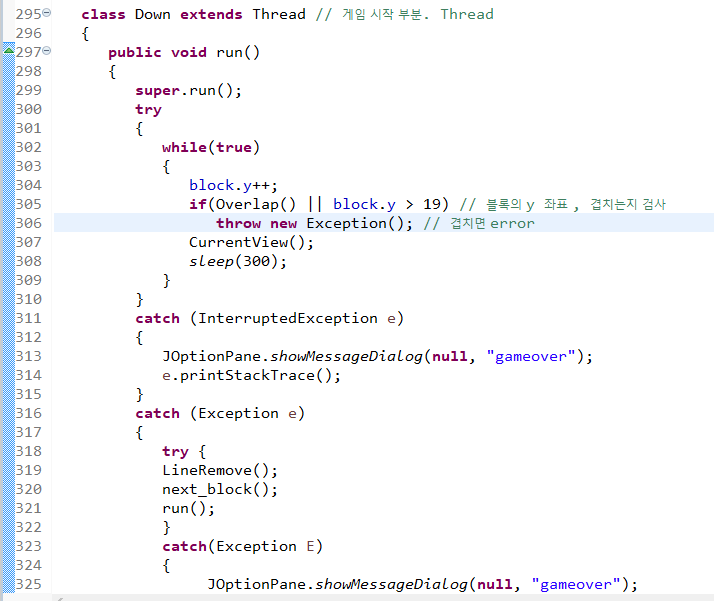 295 class Down extends Thread // 게임 시작 부분. Thread
296 {
297 public void run()
298 {
299 super.run();
300 try
301 {
302 while(true)
303 {
304 block.y++;
305 if(Overlap() || block.y > 19) // 블록의 y 좌표 , 겹치는지 검사
306 throw new Exception(); // 겹치면 error
307 CurrentView();
308 sleep(300);
309 }
310 }
311 catch (InterruptedException e)
312 {
313 JOptionPane.showMessageDialog(null, "gameover");
314 e.printStackTrace();
315 }
316 catch (Exception e)
317 {
318 try {
319 LineRemove();
320 next_block();
321 run();
322 }
323 catch(Exception E)
324 {
325 JOptionPane.showMessageDialog(null, "gameover");